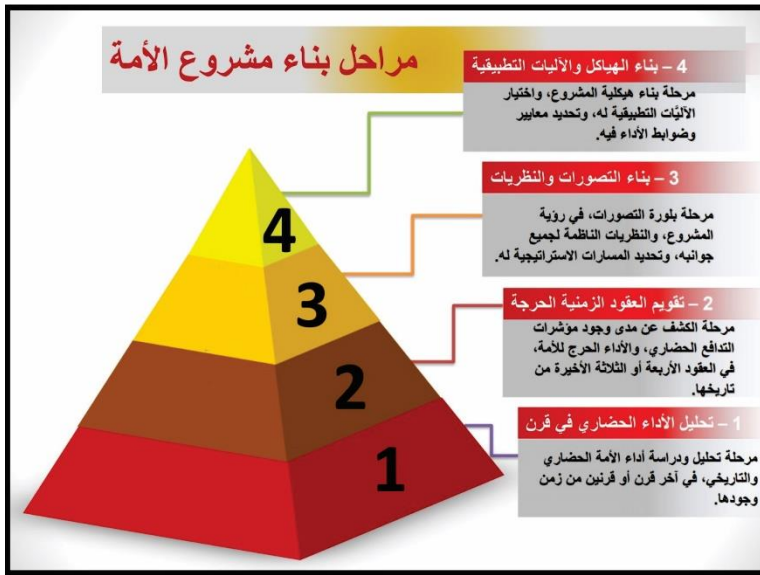 مراحل بناء مشروع الأمة
4 – بناء الهياكل والآليات التطبيقية
مرحلة بناء هيكلية المشروع، واختيار
الآليَّات التطبيقية له، وتحديد معايير
وضوابط الأداء فيه.
3 – بناء التصورات والنظريات
مرحلة بلورة التصورات، في رؤية
المشروع، والنظريات الناظمة لجميع
جوانبه، وتحديد المسارات الاستراتيجية له.
2 – تقويم العقود الزمنية الحرجة
مرحلة الكشف عن مدى وجود مؤشرات
التدافع الحضاري، والأداء الحرج للأمة،
في العقود الأربعة أو الثلاثة الأخيرة من
تاريخها.
1 – تحليل الأداء الحضاري في قرن
مرحلة تحليل ودراسة أداء الأمة الحضاري
والتاريخي، في آخر قرن أو قرنين من زمن
وجودها.
4
3
2
1